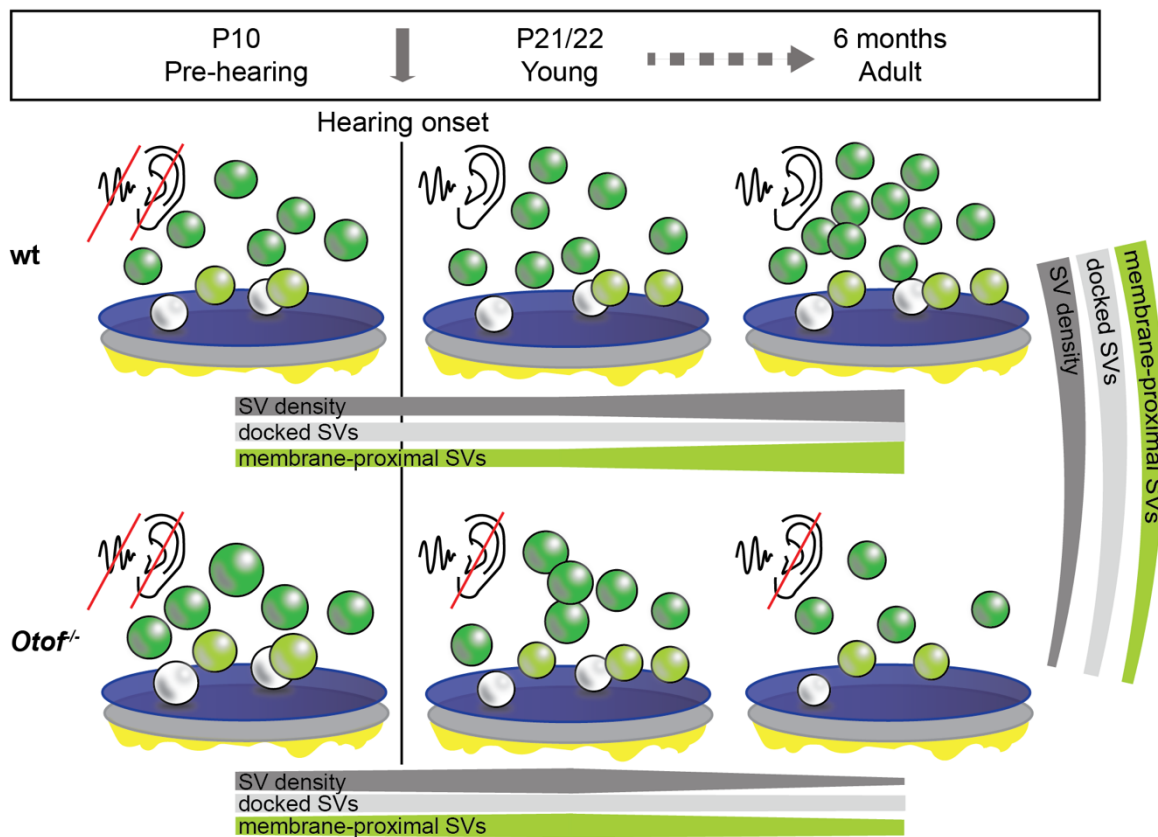 P10
Pre-hearing
P21/22
Young
6 months
Adult
Hearing onset
wt
SV density
docked SVs
membrane-proximal SVs
SV density
docked SVs
membrane-proximal SVs
Otof-/-
SV density
docked SVs
membrane-proximal SVs